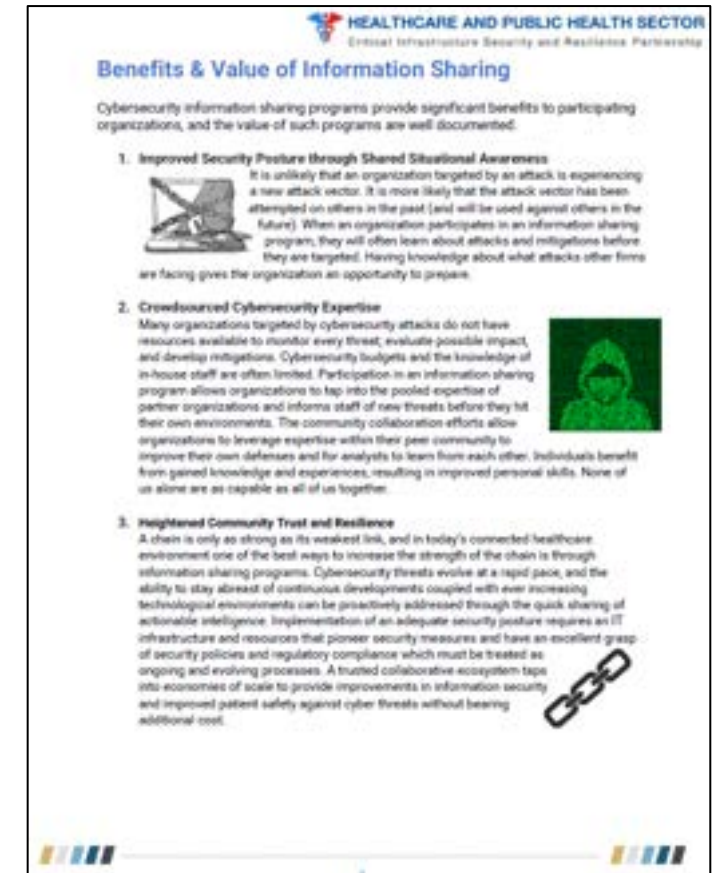 HEALTHCARE AND PUBLIC HEALTH SECTOR
Critical Infrastructure Security and Resilience Partnership
Benefits & Value of Information Sharing
Cybersecurity information sharing programs provide significant benefits to participating
organizations, and the value of such programs are well documented.
1. Improved Security Posture through Shared Situational Awareness
It is unlikely that an organization targeted by an attack is experiencing
a new attack vector. It is more likely that the attack vector has been
attempted on others in the past (and will be used against others in the
future). When an organization participates in an information sharing
program, they will often learn about attacks and mitigations before
they are targeted. Having knowledge about what attacks other firms
are facing gives the organization an opportunity to prepare.
2. Crowdsourced Cybersecurity Expertise
Many organizations targeted by cybersecurity attacks do not have
resources available to monitor every threat, evaluate possible impact,
and develop mitigations. Cybersecurity budgets and the knowledge of
in-house staff are often limited. Participation in an information sharing
program allows organizations to tap into the pooled expertise of
partner organizations and informs staff of new threats before they hit
their own environments. The community collaboration efforts allow
organizations to leverage expertise within their peer community to
improve their own defenses and for analysts to learn from each other. Individuals benefit
from gained knowledge and experiences, resulting in improved personal skills. None of
us alone are as capable as all of us together.
3. Heightened Community Trust and Resilience
A chain is only as strong as its weakest link, and in today's connected healthcare
environment one of the best ways to increase the strength of the chain is through
information sharing programs. Cybersecurity threats evolve at a rapid pace, and the
ability to stay abreast of continuous developments coupled with ever increasing
technological environments can be proactively addressed through the quick sharing of
actionable intelligence. Implementation of an adequate security posture requires an IT
infrastructure and resources that pioneer security measures and have an excellent grasp
of security policies and regulatory compliance which must be treated as
ongoing and evolving processes. A trusted collaborative ecosystem taps
into economies of scale to provide improvements in information security
and improved patient safety against cyber threats without bearing
additional cost.